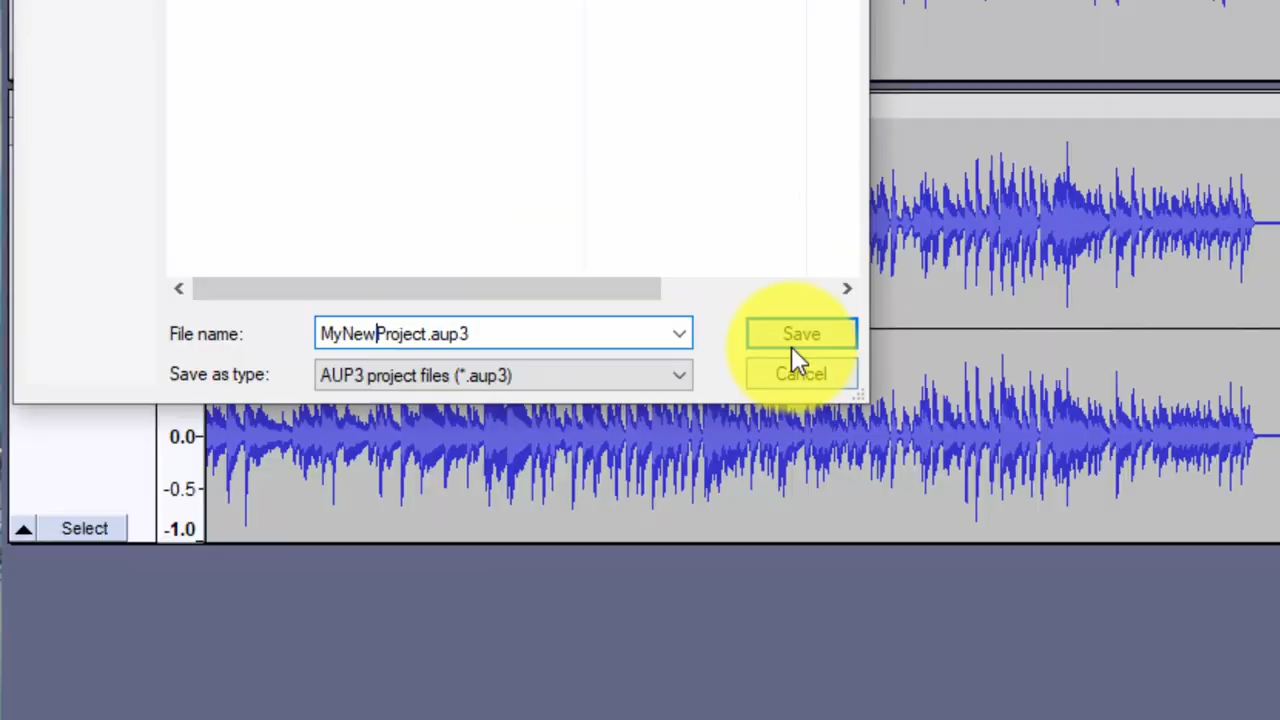 File name:
MyNewProject.aup3
Save
Save as type:
AUP3 project files (*.aup3)
Cancel
0.0-
-0.5-
Select
-1.0